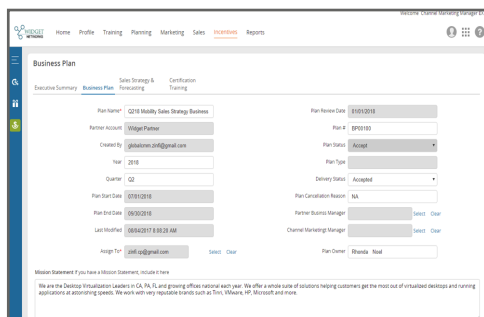 Welcome Channel Marketing Manager EX
WIDGET
NETWORKS
Home Profile Training Planning Marketing Sales Incentives Reports
Business Plan
Executive Summary Business Plan Sales Strategy & Forecasting Certification Training
Plan Name* Q218 Mobility Sales Strategy Business Plan Review Date 01/01/2018
Partner Account Widget Partner Plan # BP00103
Created By globalcmm.zinfi@gmail.com Plan Status Accept
Year 2018 Plan Type
Quarter Q2 Delivery Status Accepted
Plan Start Date 07/01/2018 Plan Cancellation Reason NA
Plan End Date 09/30/2018 Partner Business Manager Select Clear
Last Modified 08/04/2017 8:08:20 AM Channel Marketing1 Manager Select Clear
Assign To* zinfi.cp@gmail.com Select Clear Plan Owner Rhonda Noel
Mission Statement If you have a Mission Statement, include it here
We are the Desktop Virtualization Leaders in CA, PA, FL and growing offices national each year. We offer a whole suite of solutions helping customers get the most out of virtualized desktops and running
applications at astonishing speeds. We work with very reputable brands such as Tinri, VMware, HP, Microsoft and more.